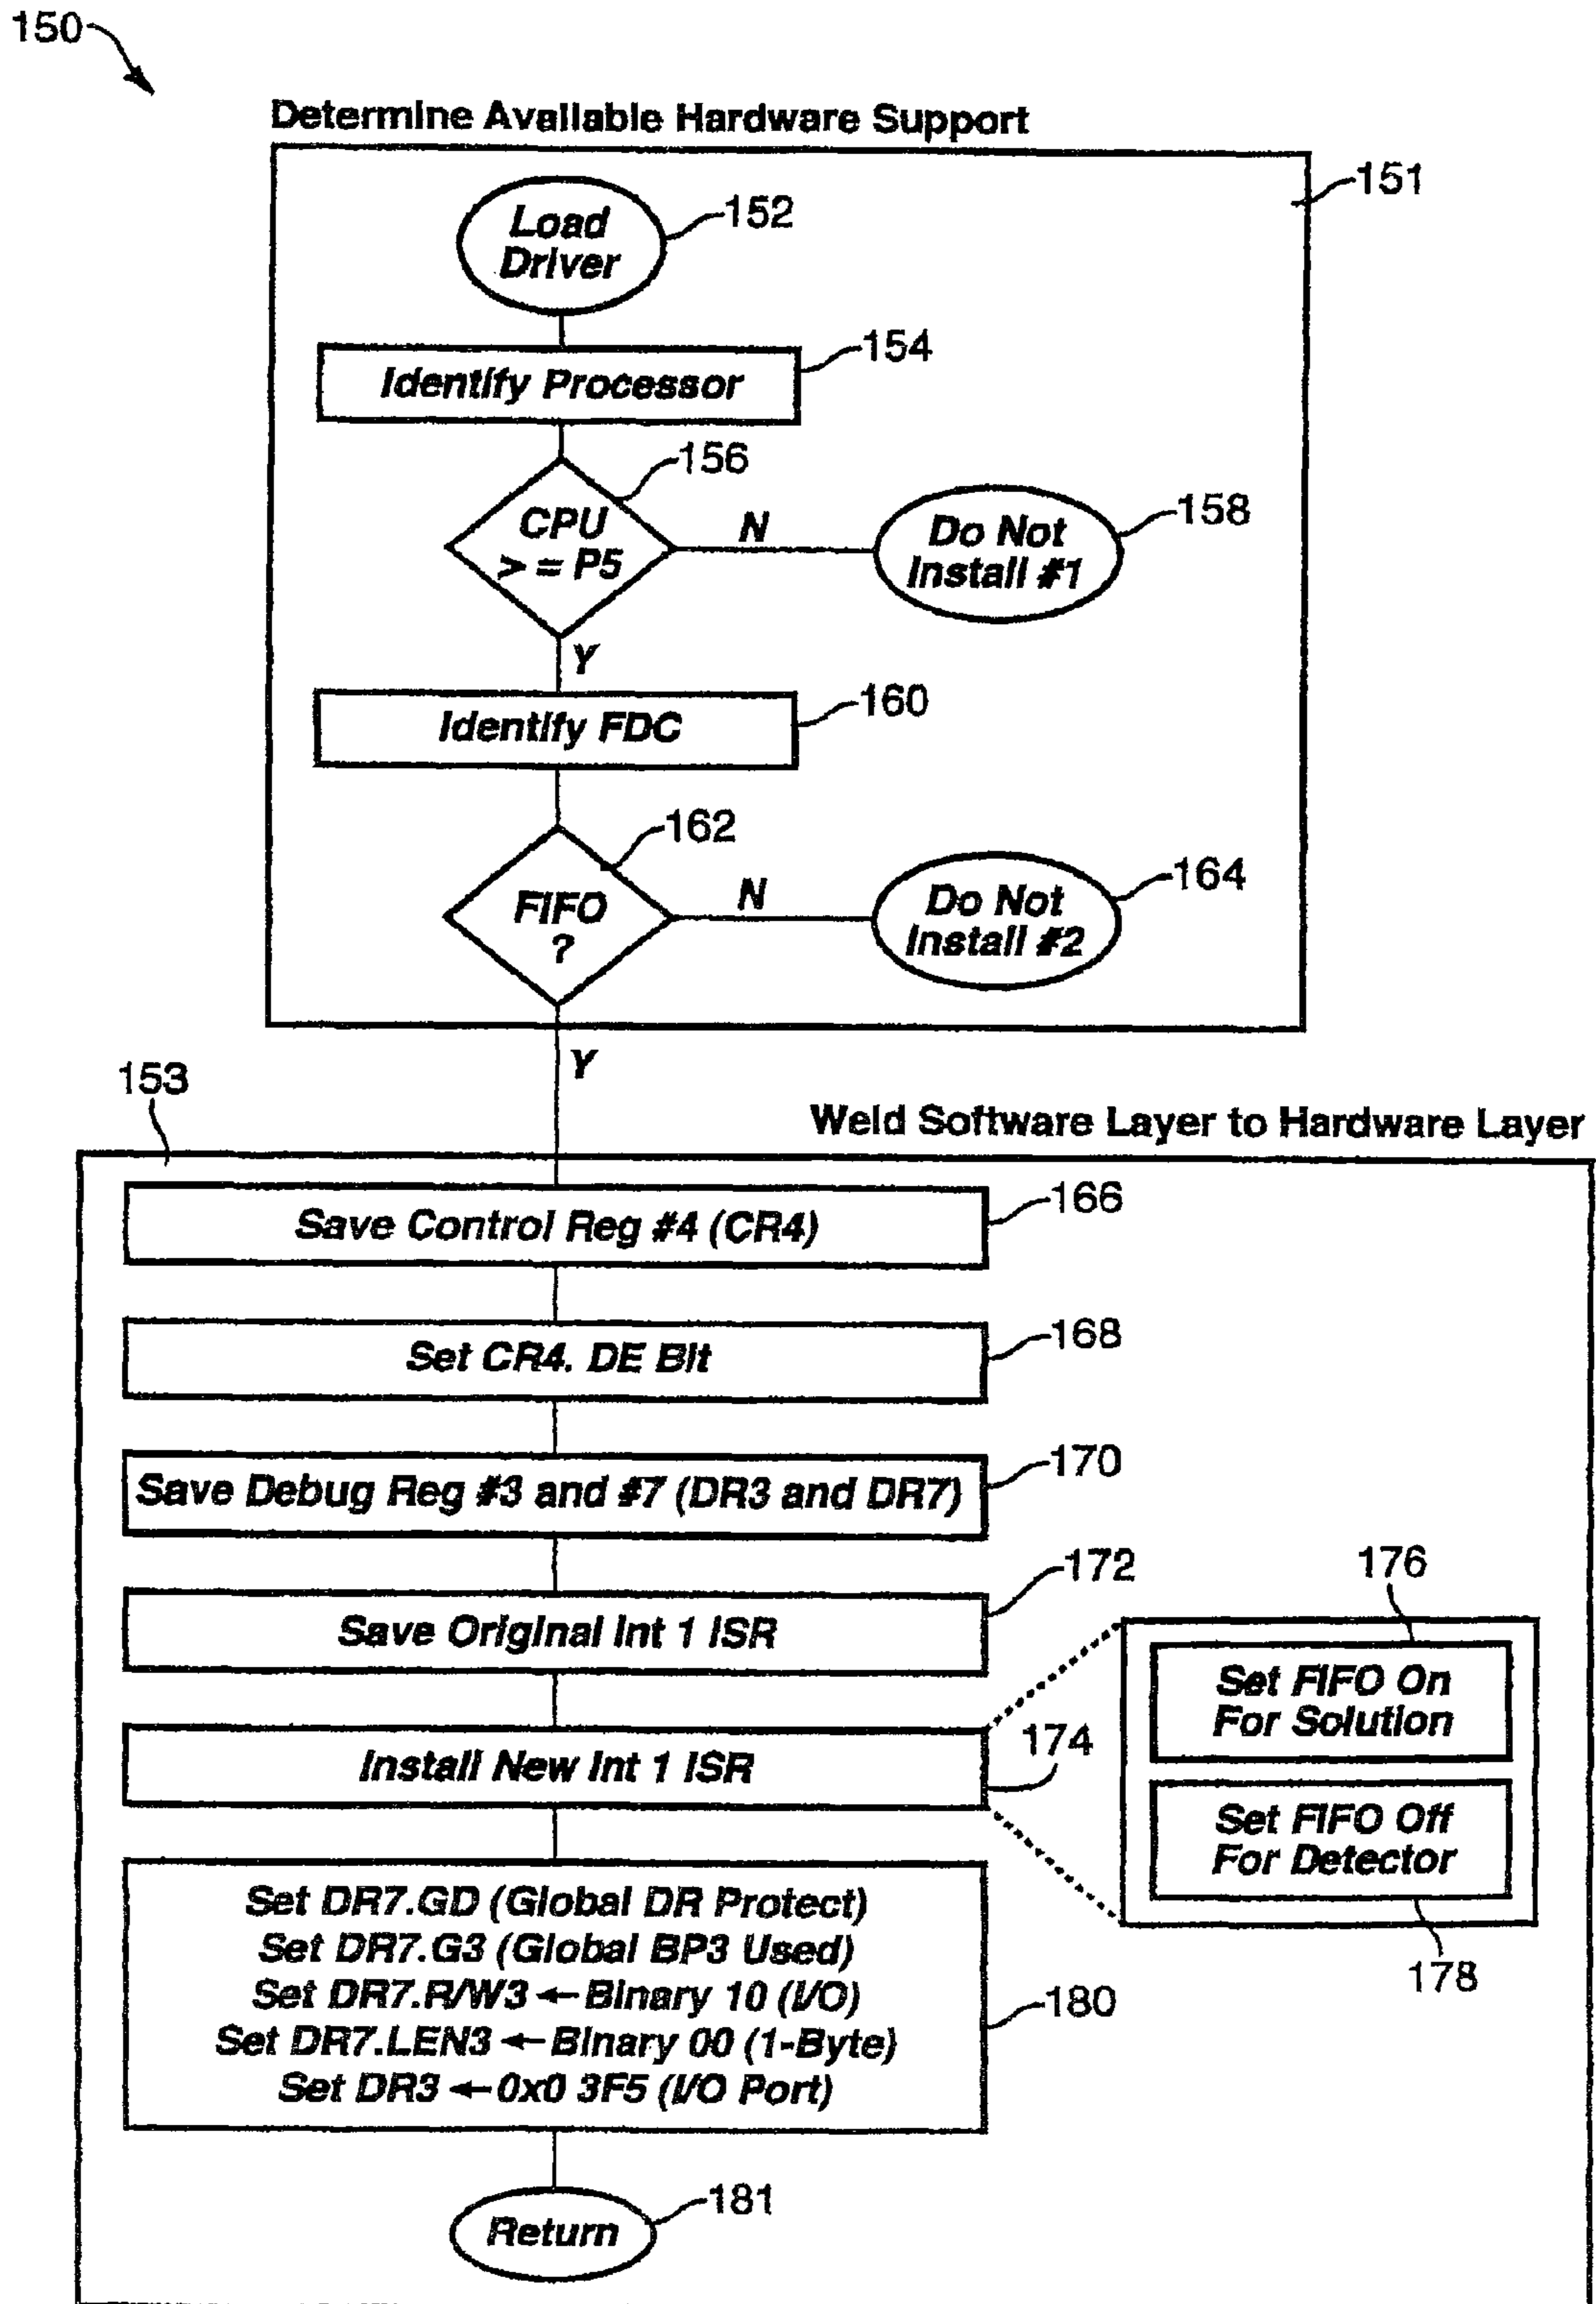 150
Determine Available Hardware Support
151
Load
Driver
152
Identify Processor
154
CPU
> = P5
156
N
Do Not
Install #1
158
Y
Identify FDC
160
FIFO
?
162
N
Do Not
Install #2
164
Y
153
Weld Software Layer to Hardware Layer
Save Control Reg #4 (CR4)
166
Set CR4. DE Bit
168
Save Debug Reg #3 and #7 (DR3 and DR7)
170
Save Original Int 1 ISR
172
Install New Int 1 ISR
174
176
Set FIFO On
For Solution
Set FIFO Off
For Detector
178
Set DR7.GD (Global DR Protect)
Set DR7.G3 (Global BP3 Used)
Set DR7.R/W3 ← Binary 10 (I/O)
Set DR7.LEN3 ← Binary 00 (1-Byte)
Set DR3 ← 0x0 3F5 (I/O Port)
180
Return
181